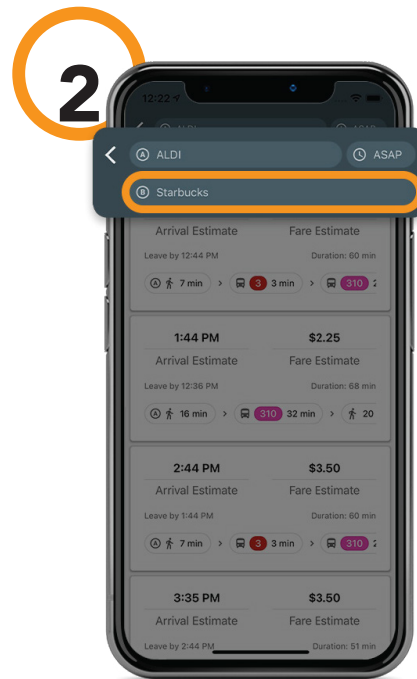 2
12:22
A ALDI ASAP
A ALDI ASAP
B Starbucks
Arrival Estimate Fare Estimate
Leave by 12:44 PM Duration: 60 min
A 7 min > 3 3 min > 310
1:44 PM $2.25
Arrival Estimate Fare Estimate
Leave by 12:36 PM Duration: 68 min
A 16 min > 310 32 min > 20
2:44 PM $3.50
Arrival Estimate Fare Estimate
Leave by 1:44 PM Duration: 60 min
A 7 min > 3 3 min > 310
3:35 PM $3.50
Arrival Estimate Fare Estimate
Leave by 2:44 PM Duration: 51 min